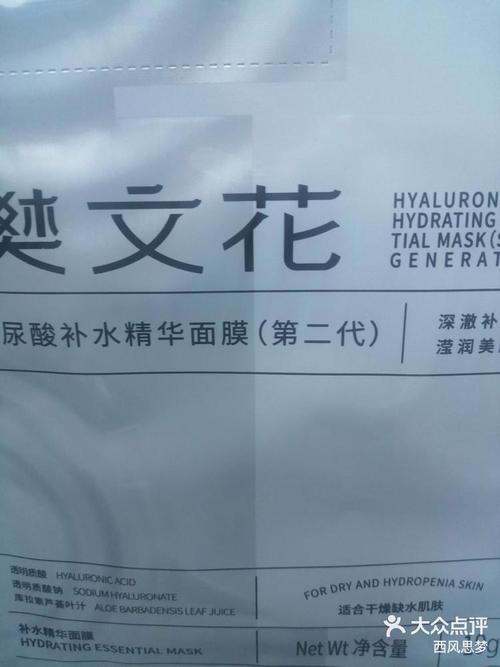 樊文花
HYALURON
HYDRATING
TIAL MASK(S
GENERAT
尿酸补水精华面膜(第二代)
深澈补
滢润美
透明质酸 HYALURONIC ACID
透明质酸钠 SODIUM HYALURONATE
库拉索芦荟叶汁 ALOE BARBADENSIS LEAF JUICE
FOR DRY AND HYDROPENIA SKIN
适合干燥缺水肌肤
补水精华面膜
HYDRATING ESSENTIAL MASK
Net Wt 净含量
大众点评
西风思梦